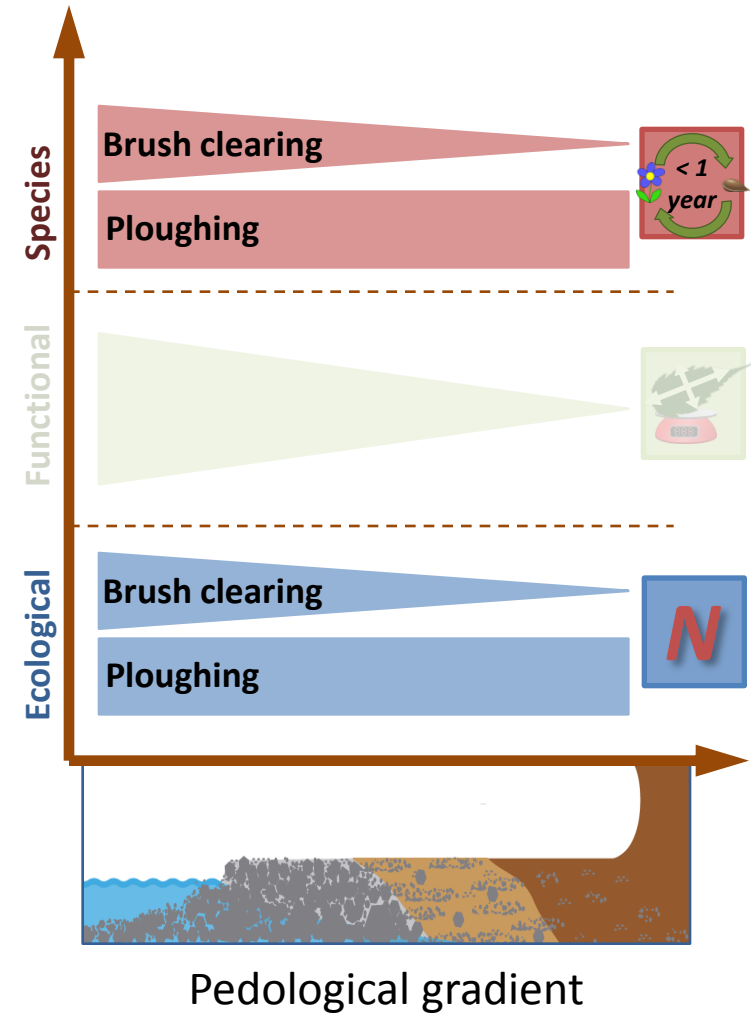 Species
Brush clearing
Ploughing
< 1
year
Functional
Ecological
Brush clearing
Ploughing
N
Pedological gradient